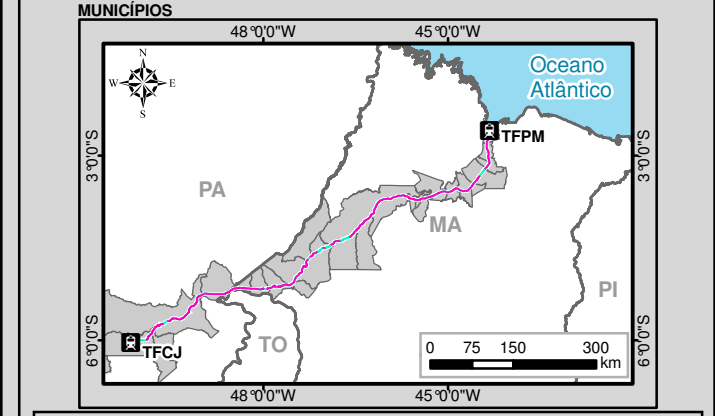 MUNICÍPIOS
48°0'0"W
45°0'0"W
N
W
E
S
Oceano
Atlântico
TFPM
3°0'0"S
3°0'0"S
PA
MA
PI
TO
TFCJ
6°0'0"S
6°0'0"S
0 75 150 300
km
48°0'0"W
45°0'0"W